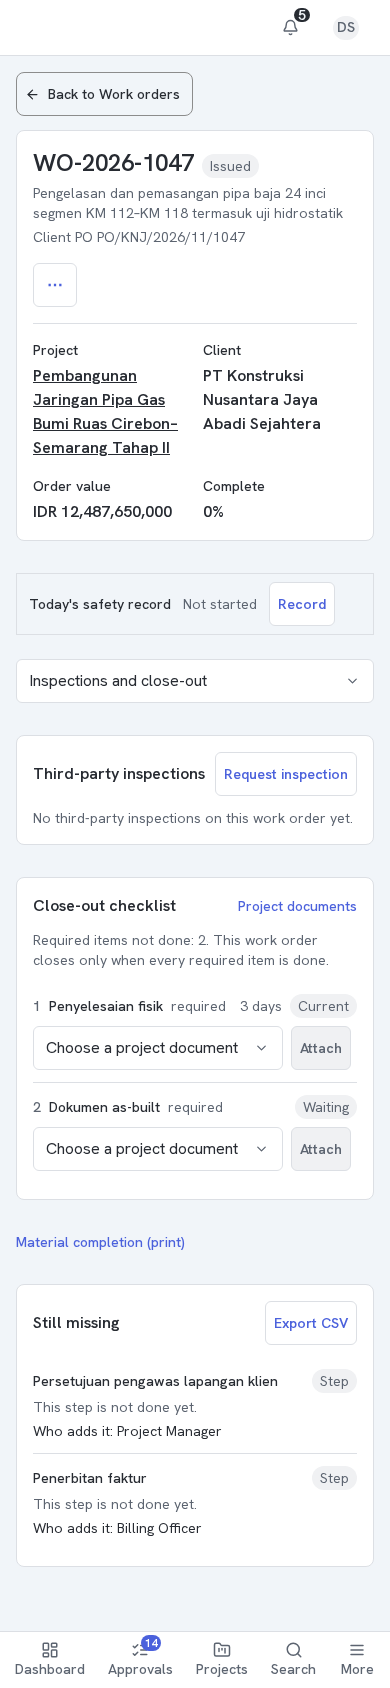 5
DS
Back to Work orders
WO-2026-1047 Issued
Pengelasan dan pemasangan pipa baja 24 inci
segmen KM 112–KM 118 termasuk uji hidrostatik
Client PO PO/KNJ/2026/11/1047
...
Project
Pembangunan
Jaringan Pipa Gas
Bumi Ruas Cirebon–
Semarang Tahap II
Client
PT Konstruksi
Nusantara Jaya
Abadi Sejahtera
Order value
IDR 12,487,650,000
Complete
0%
Today's safety record Not started Record
Inspections and close-out
Third-party inspections Request inspection
No third-party inspections on this work order yet.
Close-out checklist Project documents
Required items not done: 2. This work order
closes only when every required item is done.
1 Penyelesaian fisik required 3 days Current
Choose a project document Attach
2 Dokumen as-built required Waiting
Choose a project document Attach
Material completion (print)
Still missing Export CSV
Persetujuan pengawas lapangan klien Step
This step is not done yet.
Who adds it: Project Manager
Penerbitan faktur Step
This step is not done yet.
Who adds it: Billing Officer
14
Dashboard Approvals Projects Search More